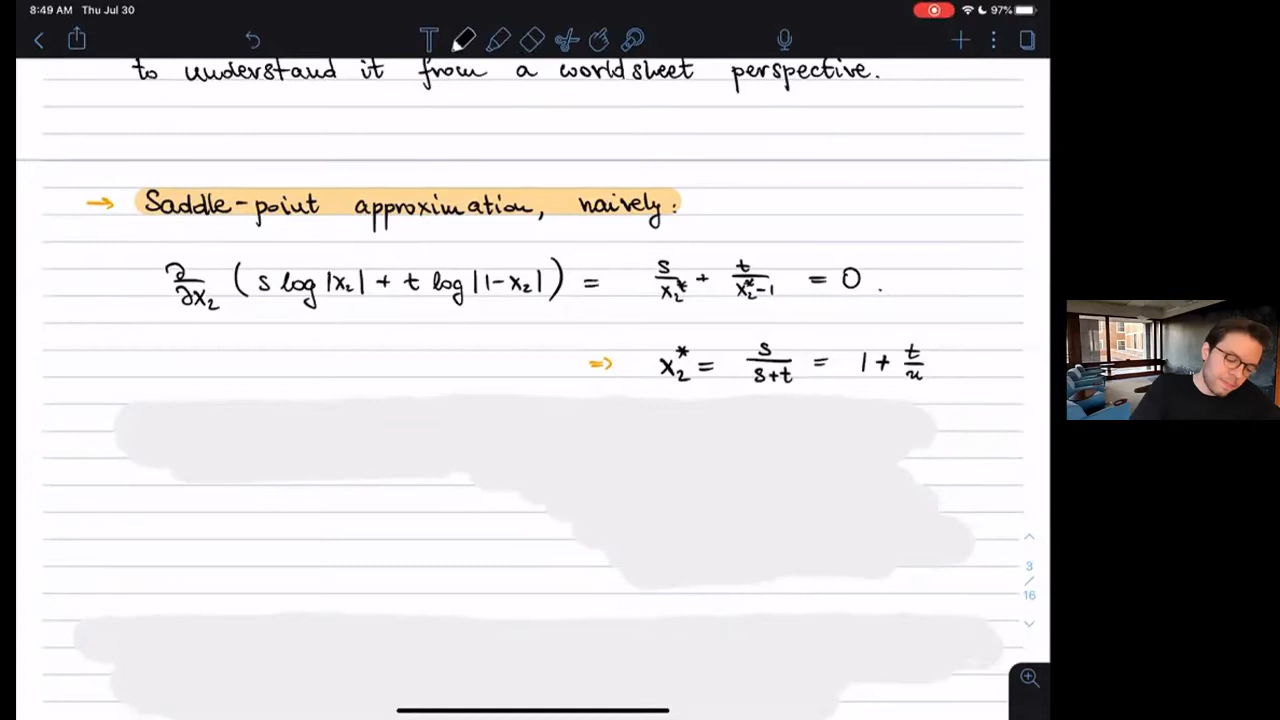 8:49 AM Thu Jul 30
97%
T
to understand it from a worldsheet perspective.
→ Saddle-point approximation, naively:
∂/∂x₂ ( s log|x₂| + t log|1-x₂| ) = s/x₂* + t/(x₂*-1) = 0 .
⇒ x₂* = s/(s+t) = 1 + t/u
3
/
16